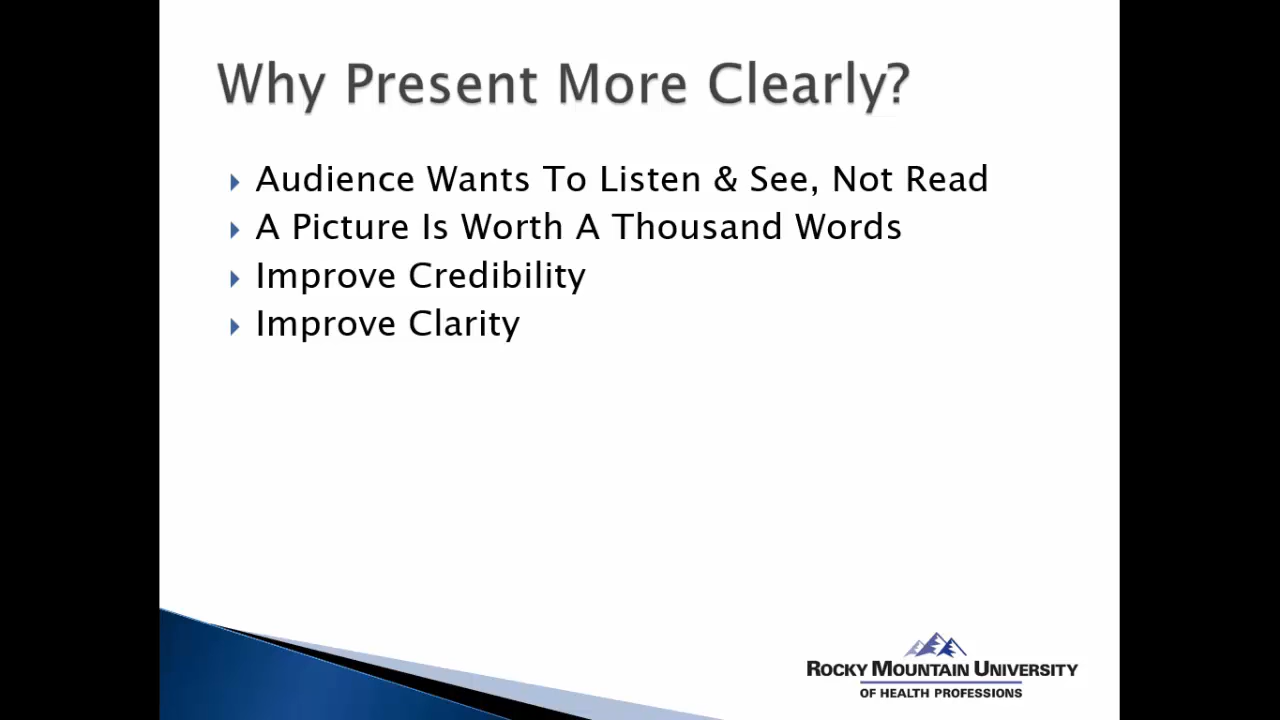 Why Present More Clearly?
Audience Wants To Listen & See, Not Read
A Picture Is Worth A Thousand Words
Improve Credibility
Improve Clarity
ROCKY MOUNTAIN UNIVERSITY
OF HEALTH PROFESSIONS